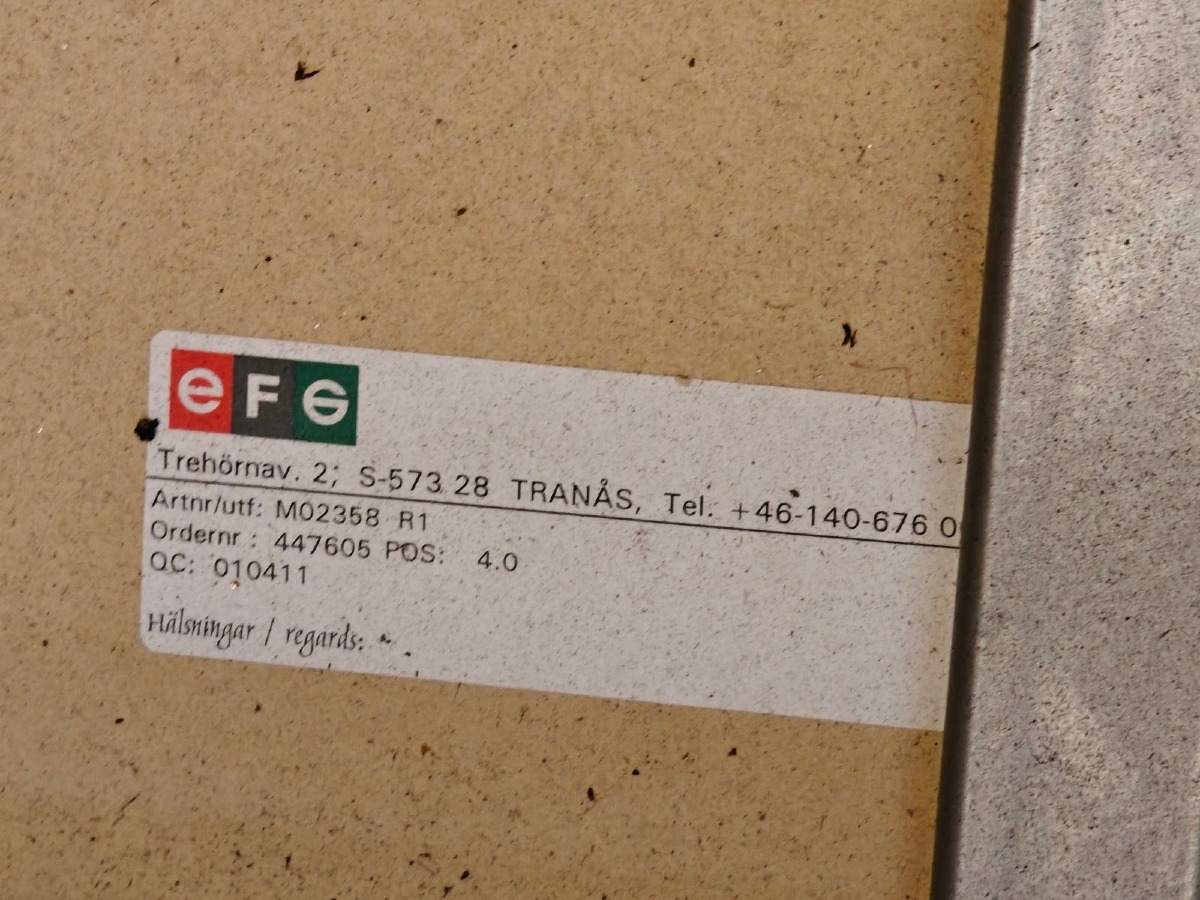 eFG
Trehörnav. 2; S-573 28 TRANÅS, Tel. +46-140-676 0
Artnr/utf: M02358 R1
Ordernr : 447605 POS: 4.0
QC: 010411
Hälsningar / regards: